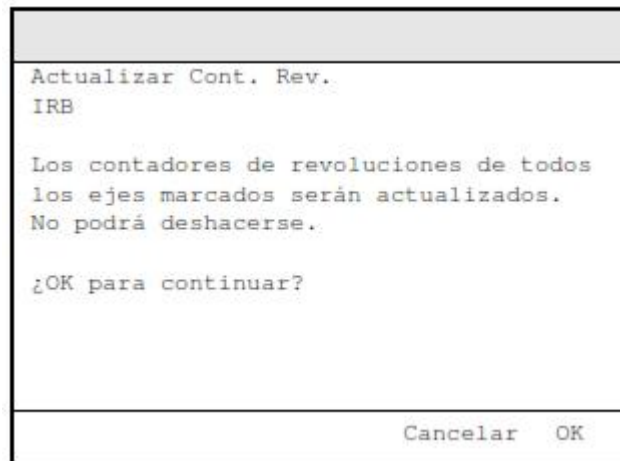 Actualizar Cont. Rev.
IRB
Los contadores de revoluciones de todos
los ejes marcados serán actualizados.
No podrá deshacerse.
¿OK para continuar?
Cancelar OK